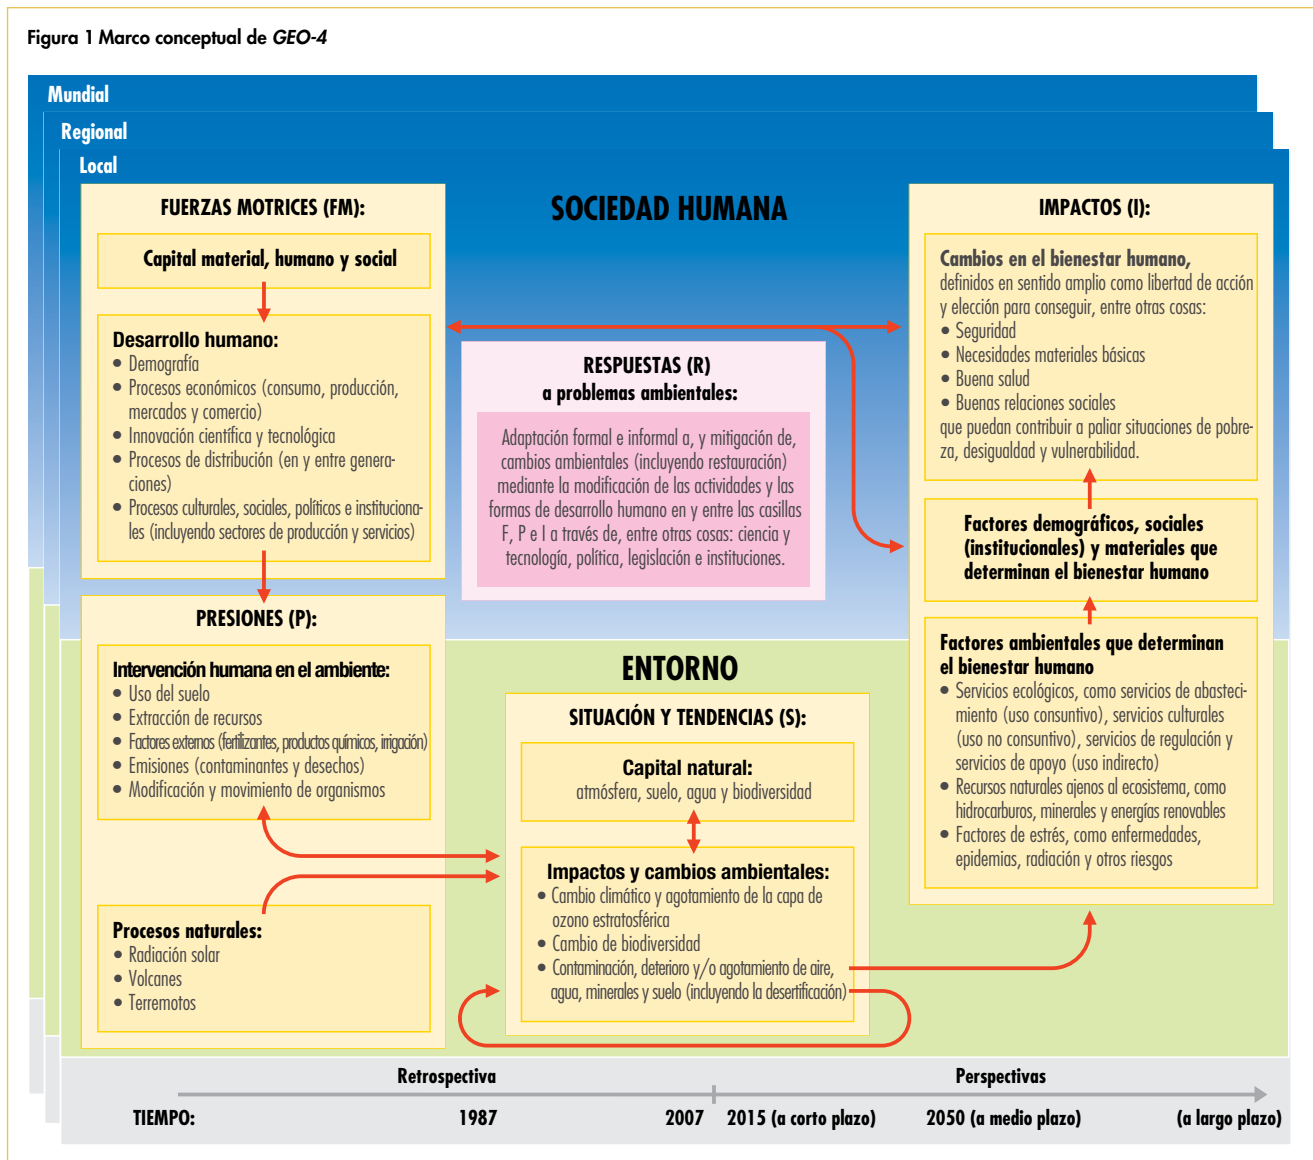 Figura 1 Marco conceptual de GEO-4
Mundial
Regional
Local
FUERZAS MOTRICES (FM):
Capital material, humano y social
Desarrollo humano:
• Demografía
• Procesos económicos (consumo, producción,
mercados y comercio)
• Innovación científica y tecnológica
• Procesos de distribución (en y entre genera-
ciones)
• Procesos culturales, sociales, políticos e instituciona-
les (incluyendo sectores de producción y servicios)
PRESIONES (P):
Intervención humana en el ambiente:
• Uso del suelo
• Extracción de recursos
• Factores externos (fertilizantes, productos químicos, irrigación)
• Emisiones (contaminantes y desechos)
• Modificación y movimiento de organismos
Procesos naturales:
• Radiación solar
• Volcanes
• Terremotos
SOCIEDAD HUMANA
RESPUESTAS (R)
a problemas ambientales:
Adaptación formal e informal a, y mitigación de,
cambios ambientales (incluyendo restauración)
mediante la modificación de las actividades y las
formas de desarrollo humano en y entre las casillas
F, P e I a través de, entre otras cosas: ciencia y
tecnología, política, legislación e instituciones.
ENTORNO
SITUACIÓN Y TENDENCIAS (S):
Capital natural:
atmósfera, suelo, agua y biodiversidad
Impactos y cambios ambientales:
• Cambio climático y agotamiento de la capa de
ozono estratosférica
• Cambio de biodiversidad
• Contaminación, deterioro y/o agotamiento de aire,
agua, minerales y suelo (incluyendo la desertificación)
IMPACTOS (I):
Cambios en el bienestar humano,
definidos en sentido amplio como libertad de acción
y elección para conseguir, entre otras cosas:
• Seguridad
• Necesidades materiales básicas
• Buena salud
• Buenas relaciones sociales
que puedan contribuir a paliar situaciones de pobre-
za, desigualdad y vulnerabilidad.
Factores demográficos, sociales
(institucionales) y materiales que
determinan el bienestar humano
Factores ambientales que determinan
el bienestar humano
• Servicios ecológicos, como servicios de abasteci-
miento (uso consuntivo), servicios culturales
(uso no consuntivo), servicios de regulación y
servicios de apoyo (uso indirecto)
• Recursos naturales ajenos al ecosistema, como
hidrocarburos, minerales y energías renovables
• Factores de estrés, como enfermedades,
epidemias, radiación y otros riesgos
Retrospectiva
Perspectivas
TIEMPO:
1987
2007
2015 (a corto plazo)
2050 (a medio plazo)
(a largo plazo)